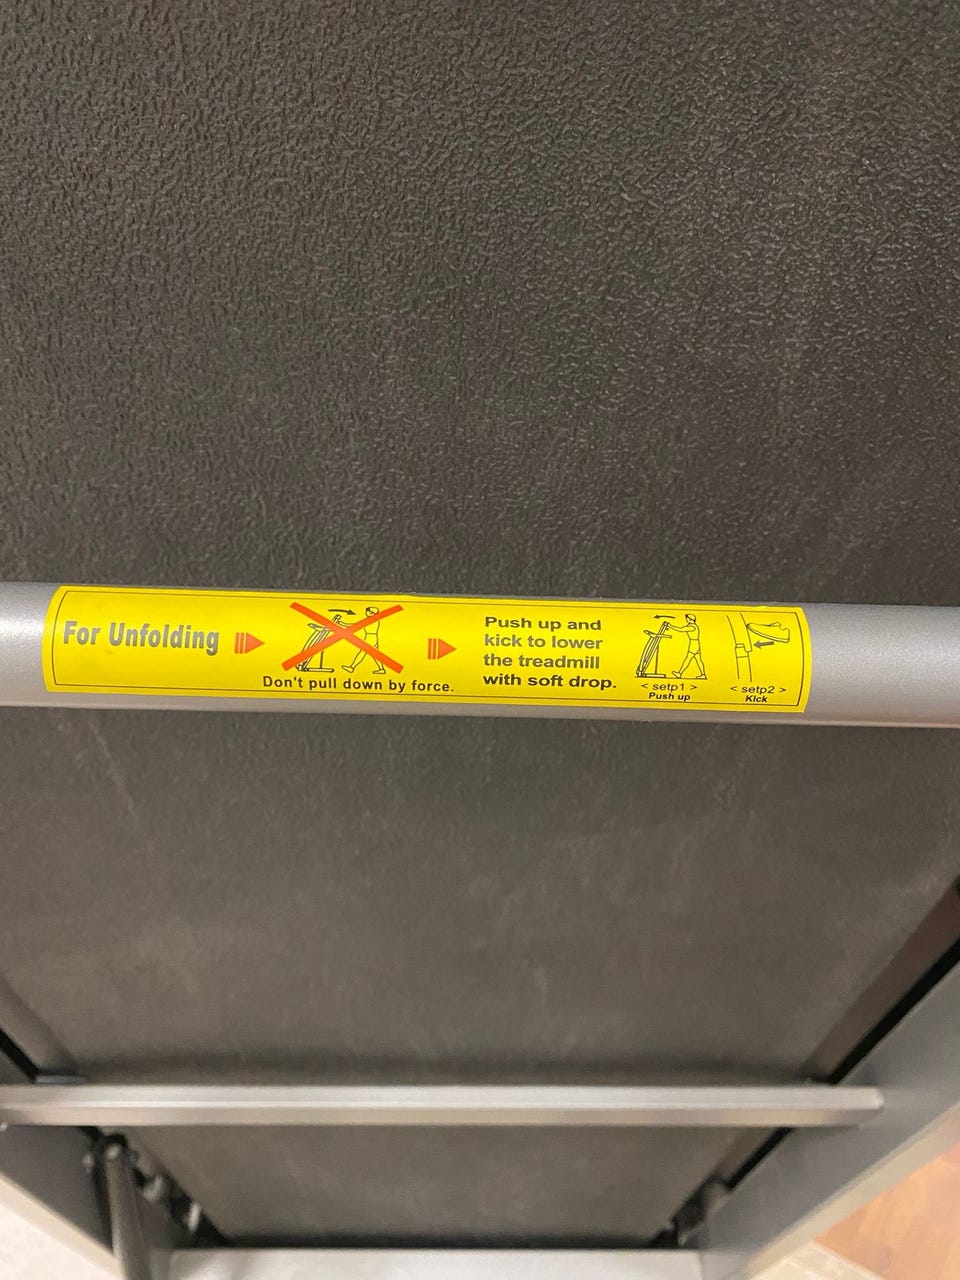 For Unfolding
Don't pull down by force.
Push up and
kick to lower
the treadmill
with soft drop.
< setp1 >
Push up
< setp2 >
Kick